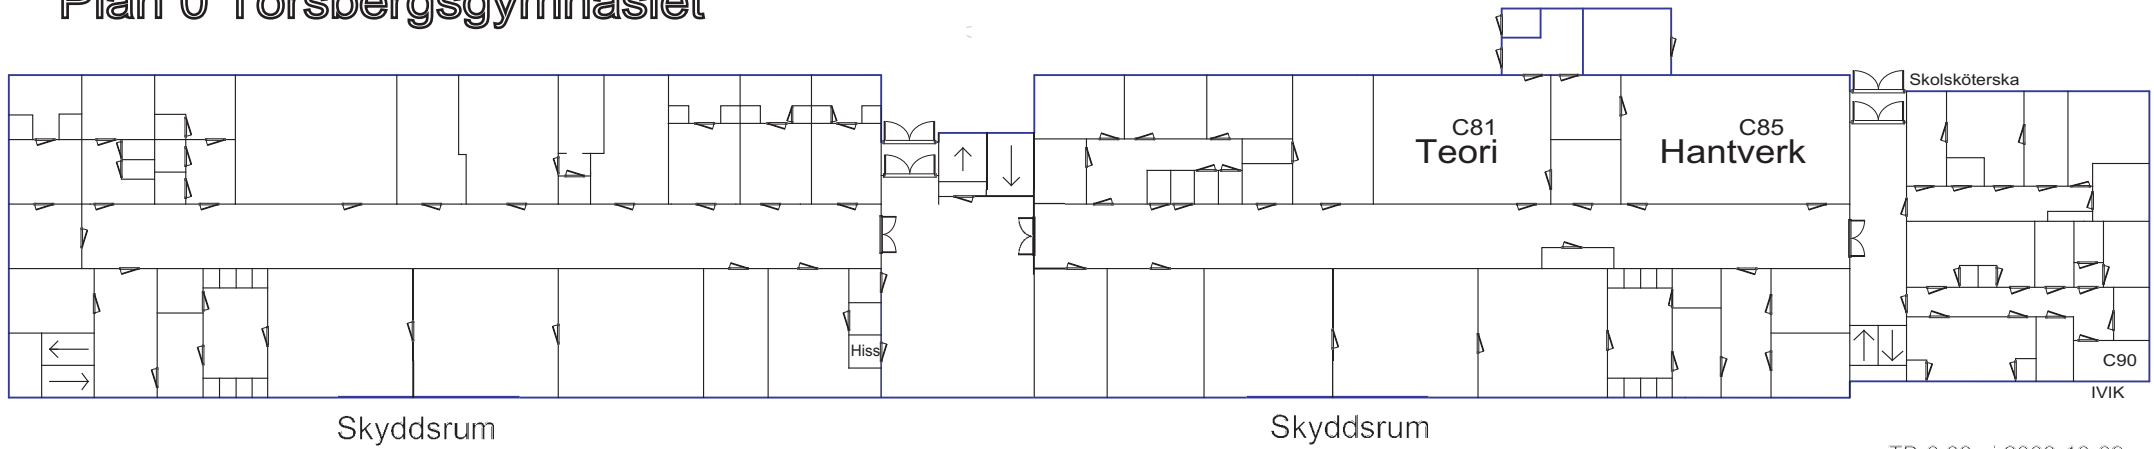 Plan 0 Torsbergsgymnasiet
Skolsköterska
C81
Teori
C85
Hantverk
Hiss
C90
IVIK
Skyddsrum
Skyddsrum